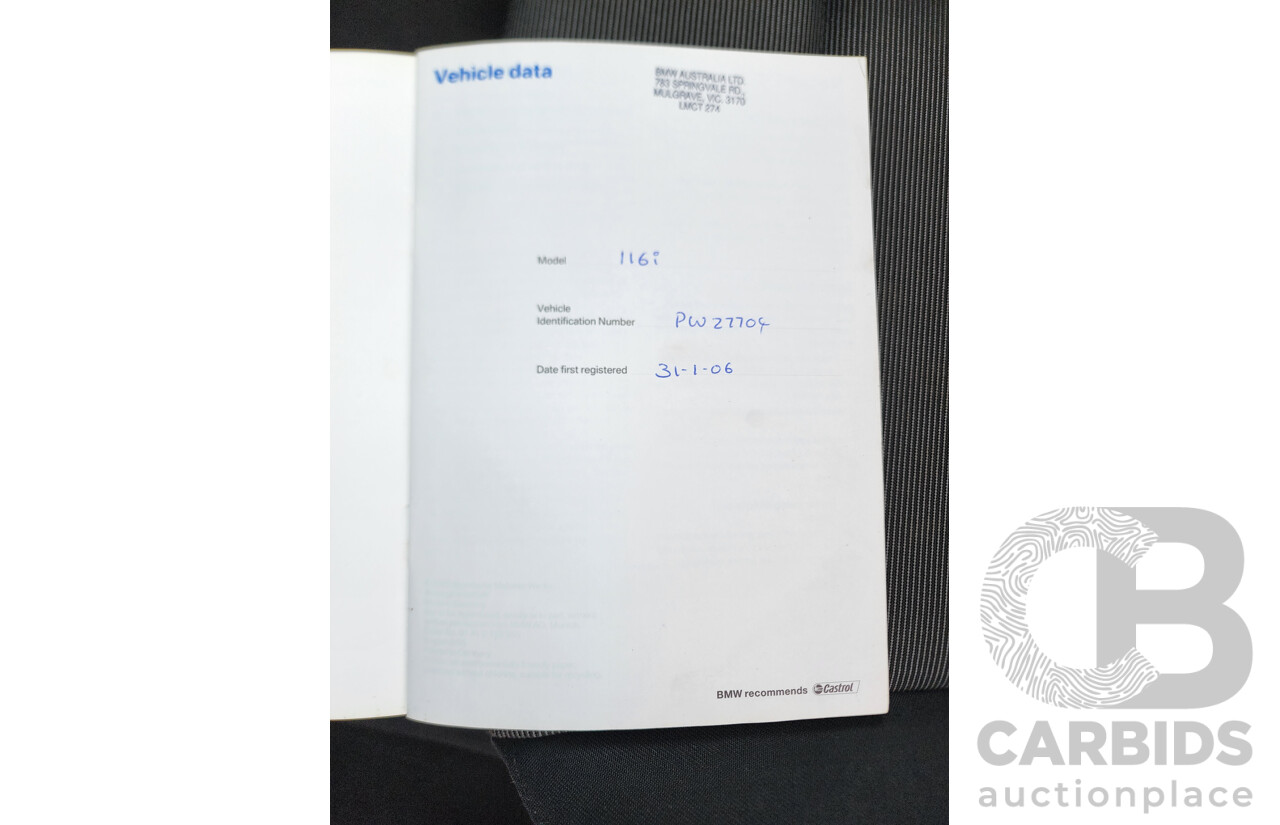 Vehicle data
BMW AUSTRALIA LTD.
783 SPRINGVALE RD.,
MULGRAVE, VIC. 3170
LMCT 274
Model 116i
Vehicle
Identification Number PW27704
Date first registered 31-1-06
BMW recommends Castrol
CB
CARBIDS
auctionplace